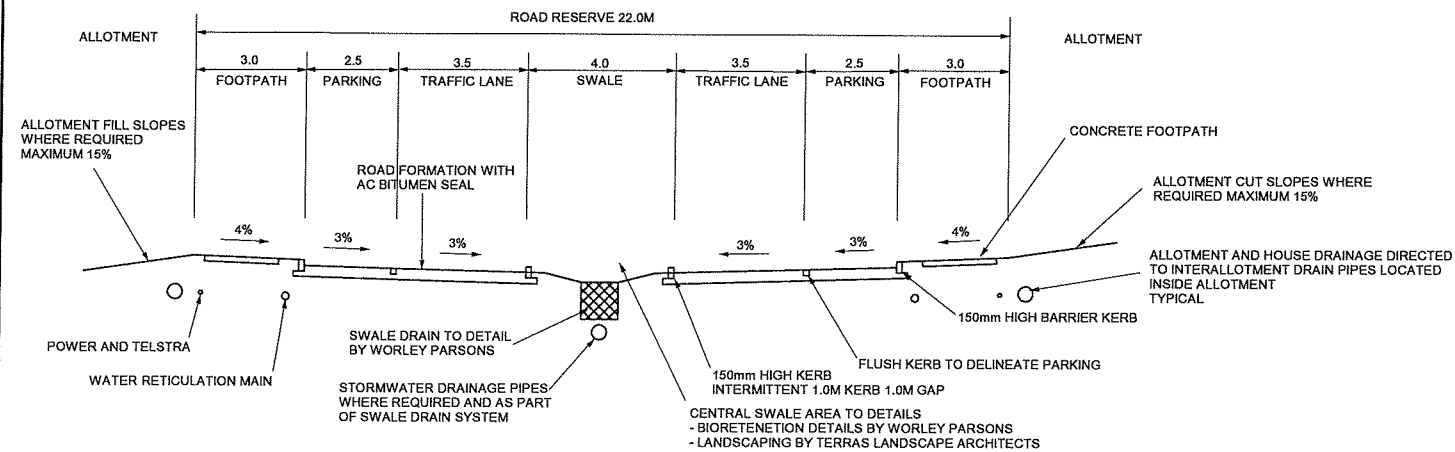 ROAD RESERVE 22.0M
ALLOTMENT
ALLOTMENT
3.0
2.5
3.5
4.0
3.5
2.5
3.0
FOOTPATH
PARKING
TRAFFIC LANE
SWALE
TRAFFIC LANE
PARKING
FOOTPATH
ALLOTMENT FILL SLOPES
WHERE REQUIRED
MAXIMUM 15%
ROAD FORMATION WITH
AC BITUMEN SEAL
CONCRETE FOOTPATH
ALLOTMENT CUT SLOPES WHERE
REQUIRED MAXIMUM 15%
4%
3%
3%
3%
3%
4%
ALLOTMENT AND HOUSE DRAINAGE DIRECTED
TO INTERALLOTMENT DRAIN PIPES LOCATED
INSIDE ALLOTMENT
TYPICAL
150mm HIGH BARRIER KERB
POWER AND TELSTRA
WATER RETICULATION MAIN
SWALE DRAIN TO DETAIL
BY WORLEY PARSONS
STORMWATER DRAINAGE PIPES
WHERE REQUIRED AND AS PART
OF SWALE DRAIN SYSTEM
FLUSH KERB TO DELINEATE PARKING
150mm HIGH KERB
INTERMITTENT 1.0M KERB 1.0M GAP
CENTRAL SWALE AREA TO DETAILS
- BIORETENETION DETAILS BY WORLEY PARSONS
- LANDSCAPING BY TERRAS LANDSCAPE ARCHITECTS